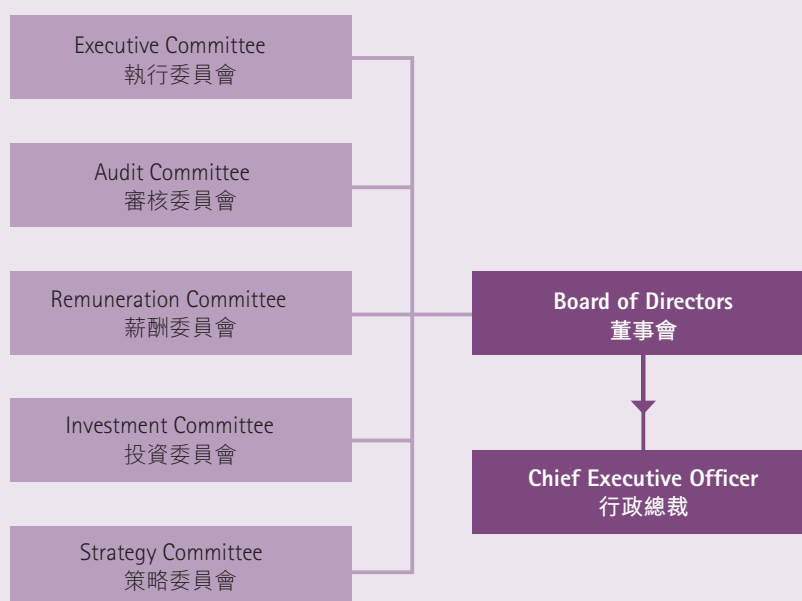 Executive Committee
執行委員會
Audit Committee
審核委員會
Remuneration Committee
薪酬委員會
Investment Committee
投資委員會
Strategy Committee
策略委員會
Board of Directors
董事會
Chief Executive Officer
行政總裁